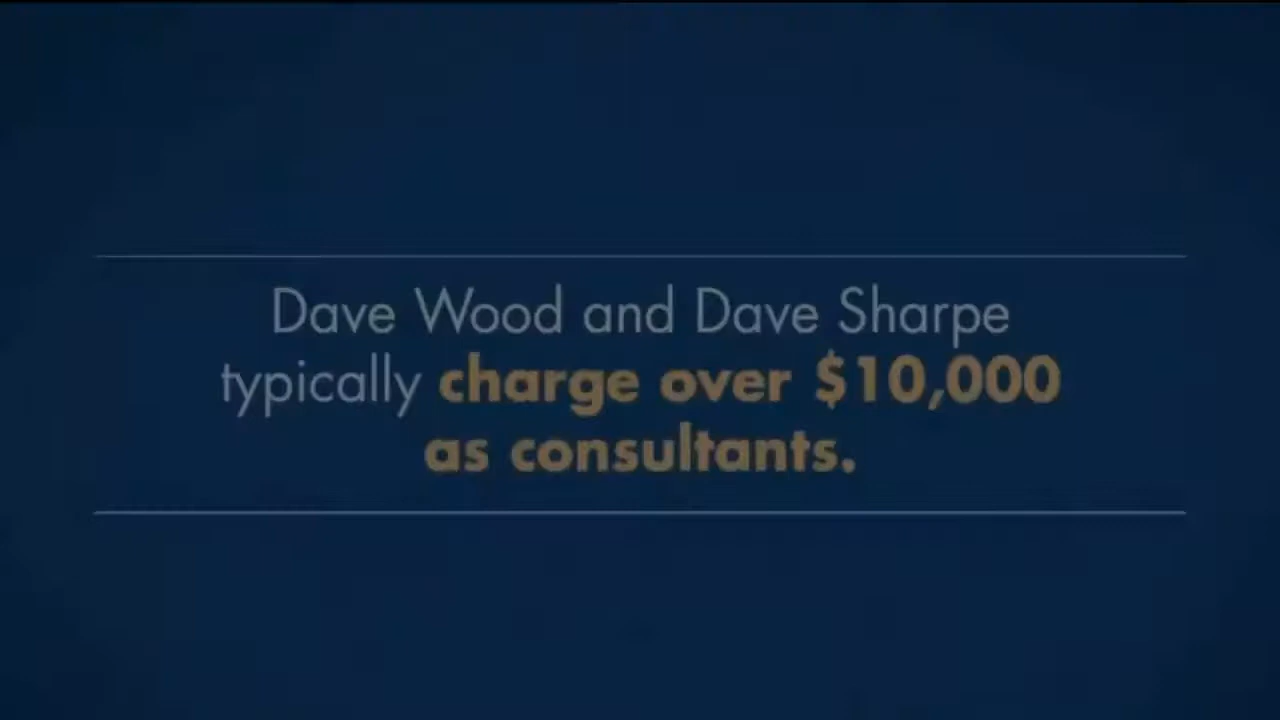 Dave Wood and Dave Sharpe
typically charge over $10,000
as consultants.